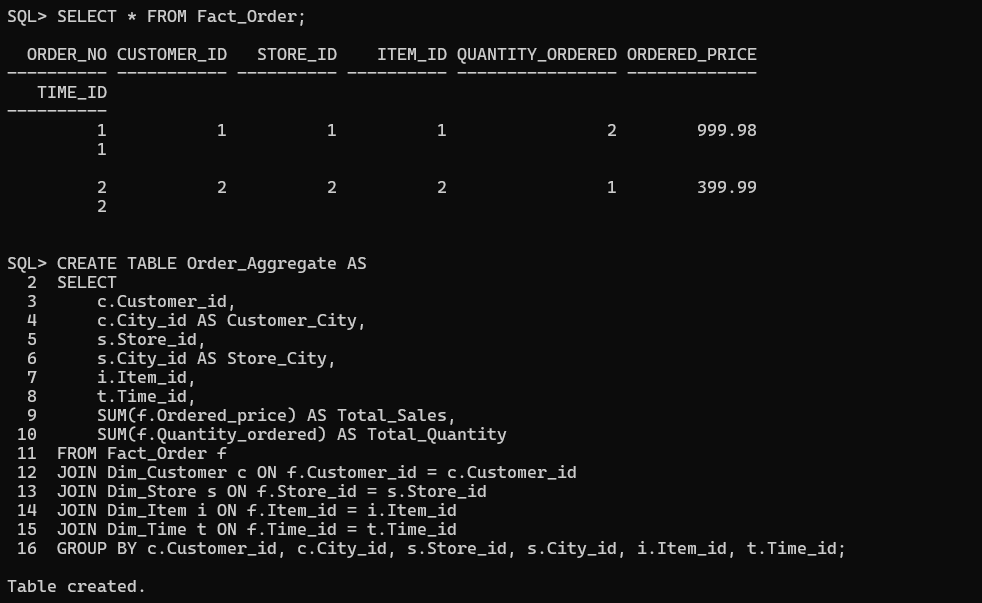 SQL> SELECT * FROM Fact_Order;
  ORDER_NO CUSTOMER_ID   STORE_ID    ITEM_ID QUANTITY_ORDERED ORDERED_PRICE
---------- ----------- ---------- ---------- ---------------- -------------
   TIME_ID
----------
         1           1          1          1                2        999.98
         1
         2           2          2          2                1        399.99
         2
SQL> CREATE TABLE Order_Aggregate AS
  2  SELECT
  3      c.Customer_id,
  4      c.City_id AS Customer_City,
  5      s.Store_id,
  6      s.City_id AS Store_City,
  7      i.Item_id,
  8      t.Time_id,
  9      SUM(f.Ordered_price) AS Total_Sales,
 10      SUM(f.Quantity_ordered) AS Total_Quantity
 11  FROM Fact_Order f
 12  JOIN Dim_Customer c ON f.Customer_id = c.Customer_id
 13  JOIN Dim_Store s ON f.Store_id = s.Store_id
 14  JOIN Dim_Item i ON f.Item_id = i.Item_id
 15  JOIN Dim_Time t ON f.Time_id = t.Time_id
 16  GROUP BY c.Customer_id, c.City_id, s.Store_id, s.City_id, i.Item_id, t.Time_id;
Table created.